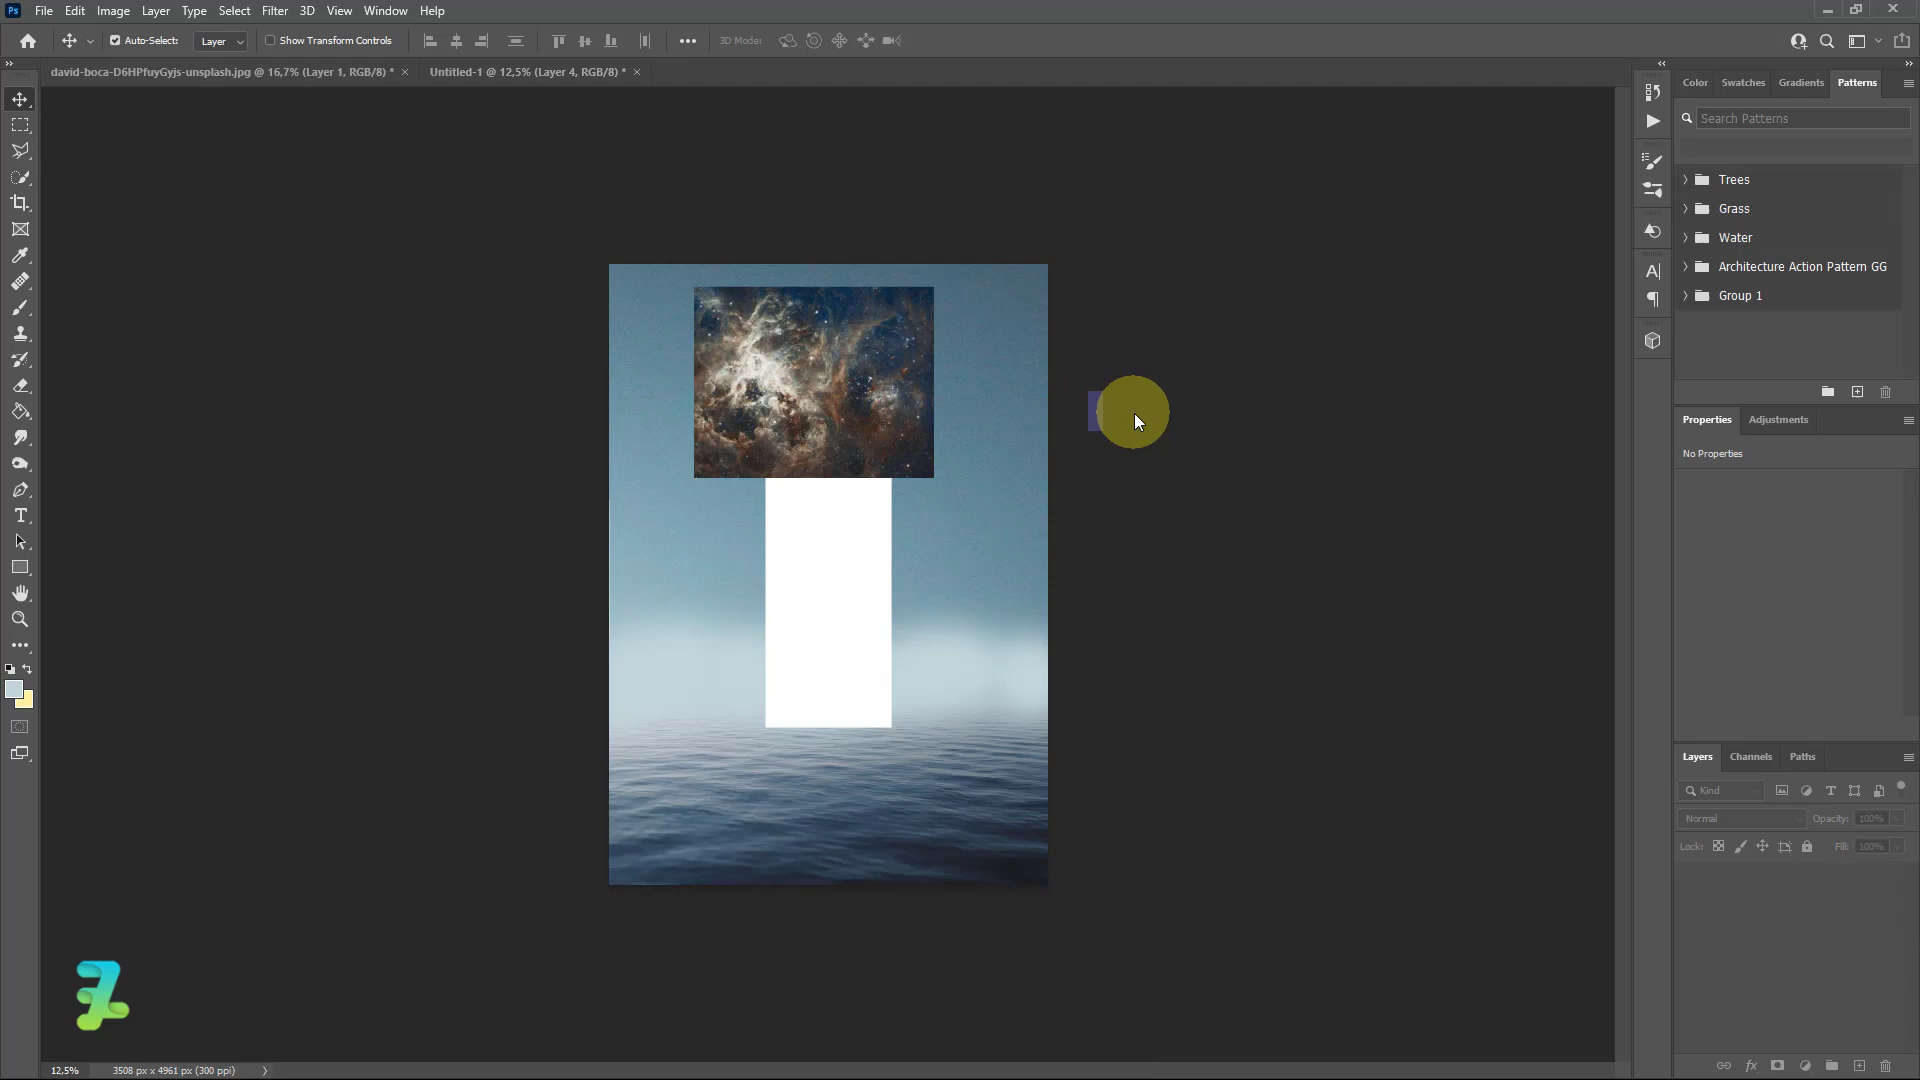 Ps File Edit Image Layer Type Select Filter 3D View Window Help
Auto-Select: Layer Show Transform Controls 3D Mode:
david-boca-D6HPfuyGyjs-unsplash.jpg @ 16,7% (Layer 1, RGB/8) * × Untitled-1 @ 12,5% (Layer 4, RGB/8) * ×
Color Swatches Gradients Patterns
Search Patterns
Trees
Grass
Water
Architecture Action Pattern GG
Group 1
Properties Adjustments
No Properties
Layers Channels Paths
Kind
Normal Opacity: 100%
Lock: Fill: 100%
12,5% 3508 px x 4961 px (300 ppi)